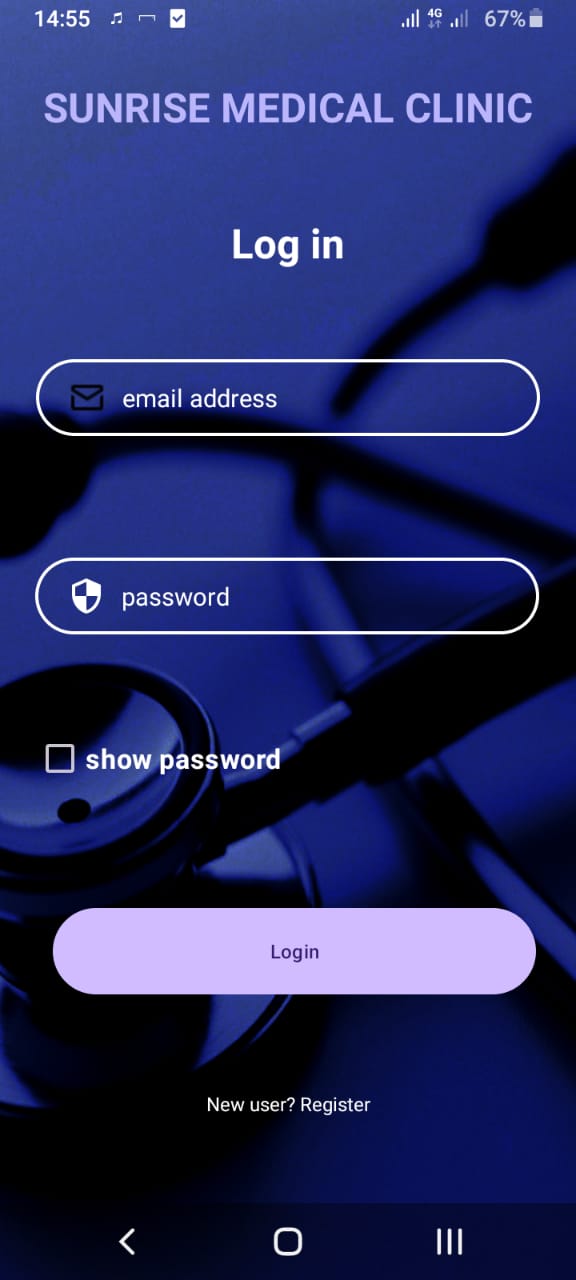 14:55 4G 67%
SUNRISE MEDICAL CLINIC
Log in
email address
password
show password
Login
New user? Register